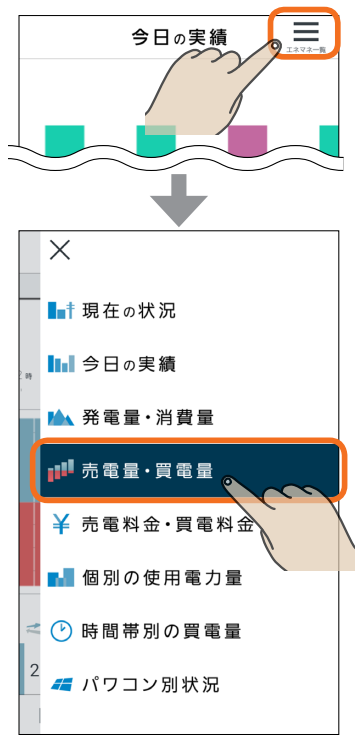 今日の実績
エネマネ一覧
現在の状況
今日の実績
時
発電量・消費量
売電量・買電量
売電料金・買電料金
個別の使用電力量
時間帯別の買電量
2
パワコン別状況